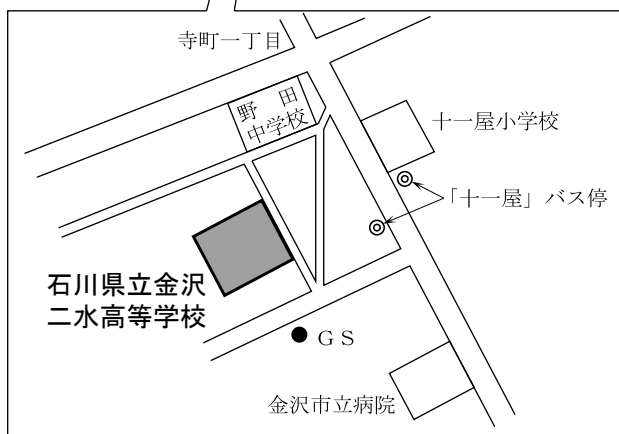 寺町一丁目
野田
中学校
十一屋小学校
「十一屋」バス停
石川県立金沢
二水高等学校
ＧＳ
金沢市立病院